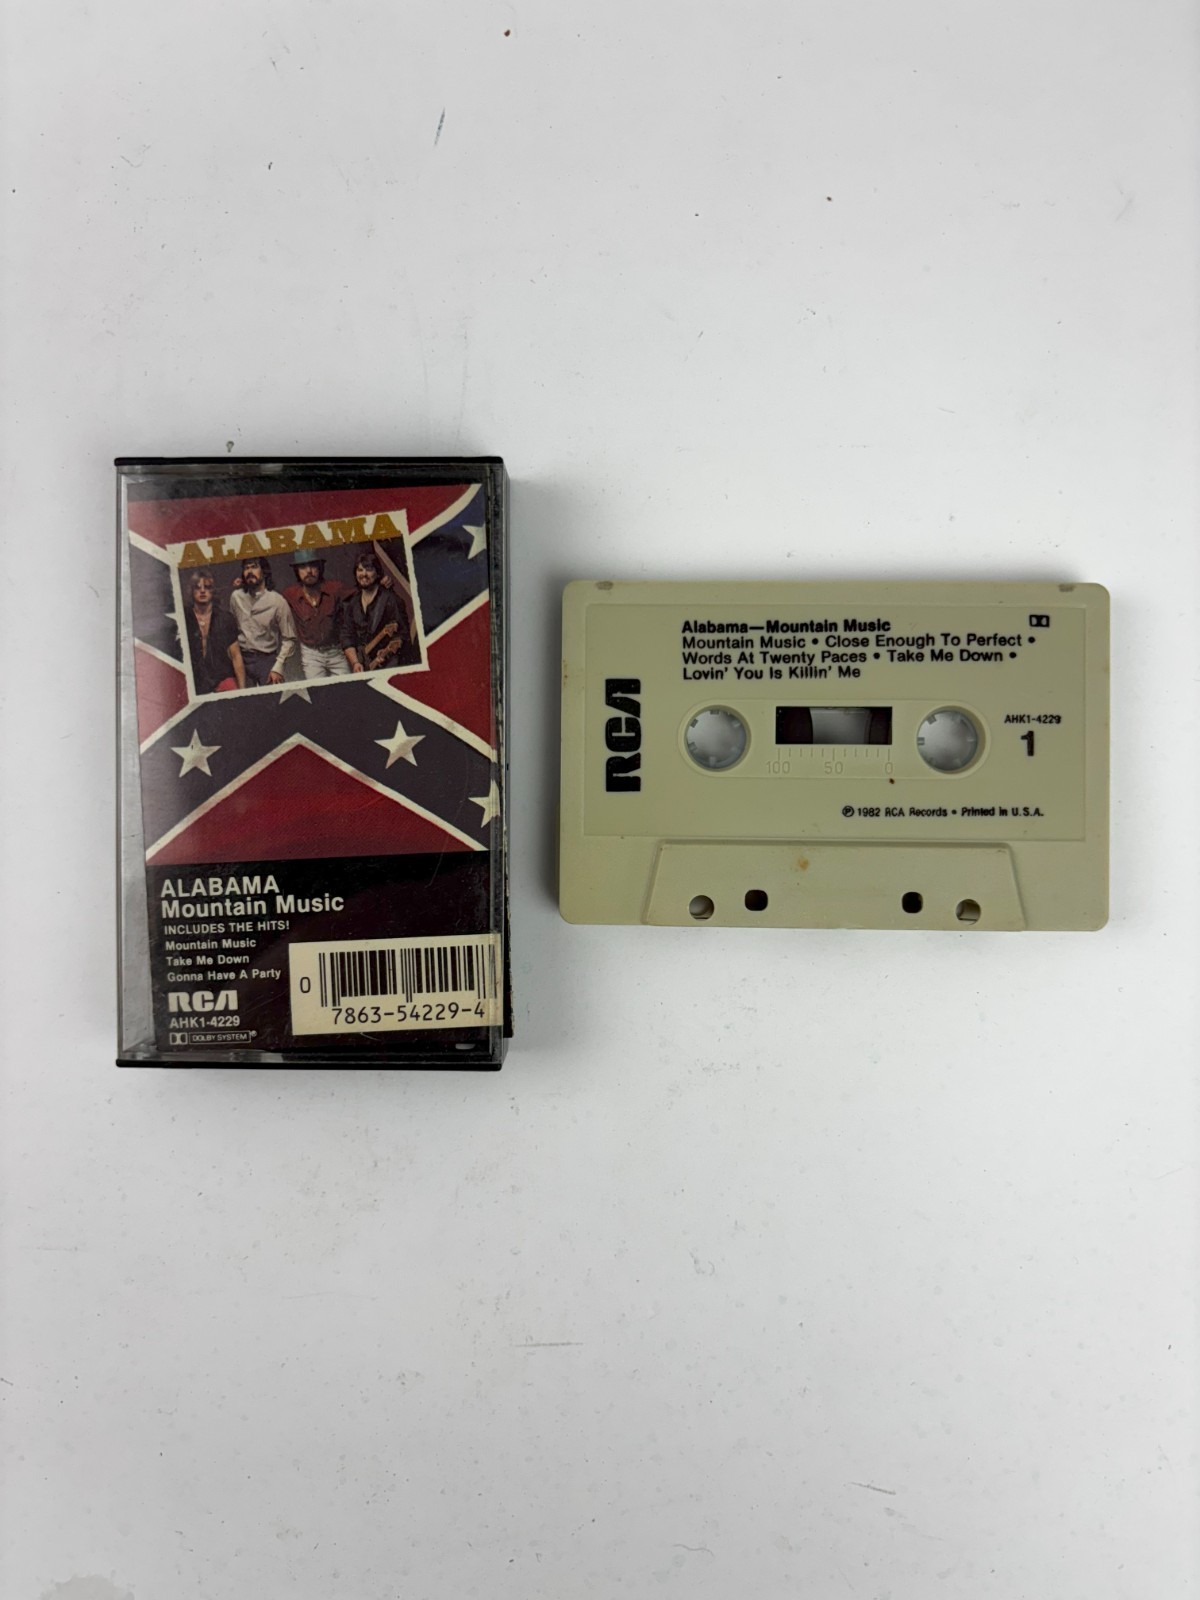 ALABAMA
ALABAMA
Mountain Music
INCLUDES THE HITS!
Mountain Music
Take Me Down
Gonna Have A Party
RCA
AHK1-4229
DOLBY SYSTEM®
0
7863-54229-4
Alabama—Mountain Music
Mountain Music • Close Enough To Perfect •
Words At Twenty Paces • Take Me Down •
Lovin' You Is Killin' Me
RCA
AHK1-4229
1
100 50 0
℗ 1982 RCA Records • Printed in U.S.A.